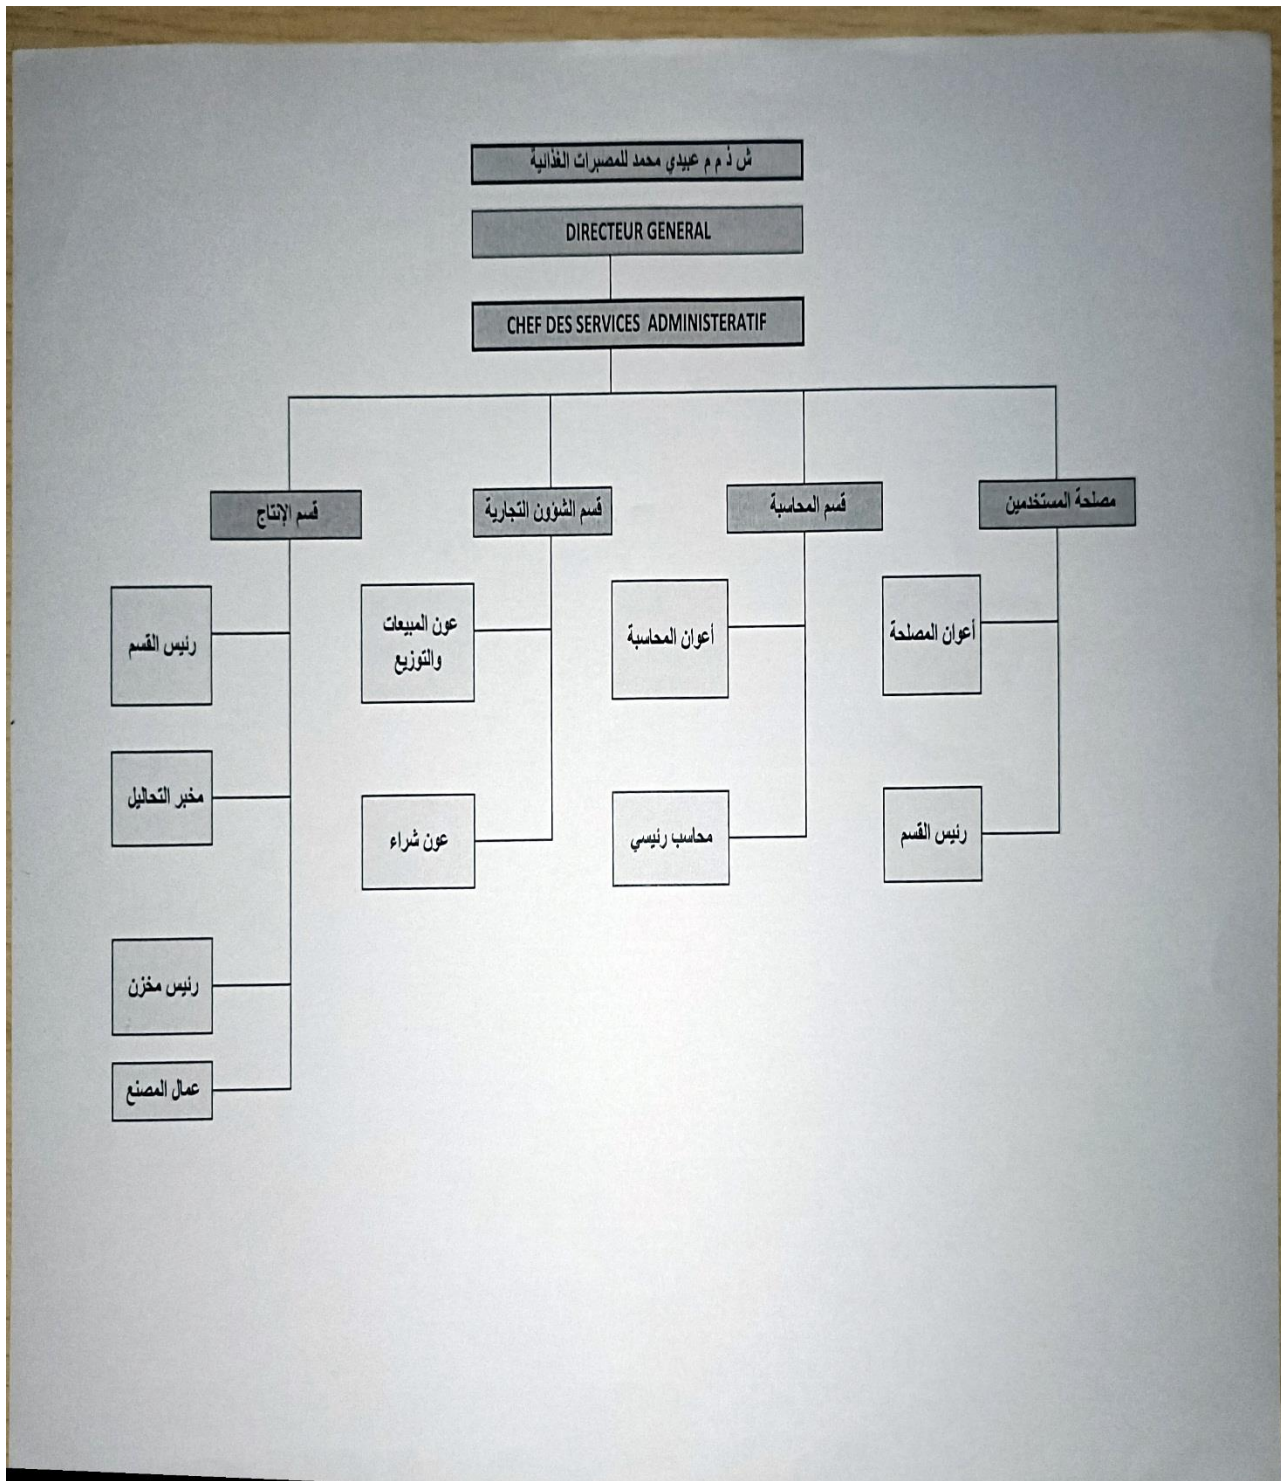 ش ذ م م عبيدي محمد للمصبرات الغذائية
DIRECTEUR GENERAL
CHEF DES SERVICES ADMINISTERATIF
مصلحة المستخدمين
قسم المحاسبة
قسم الشؤون التجارية
قسم الإنتاج
أعوان المصلحة
أعوان المحاسبة
عون المبيعات
والتوزيع
رئيس القسم
مخبر التحاليل
رئيس القسم
محاسب رئيسي
عون شراء
رئيس مخزن
عمال المصنع